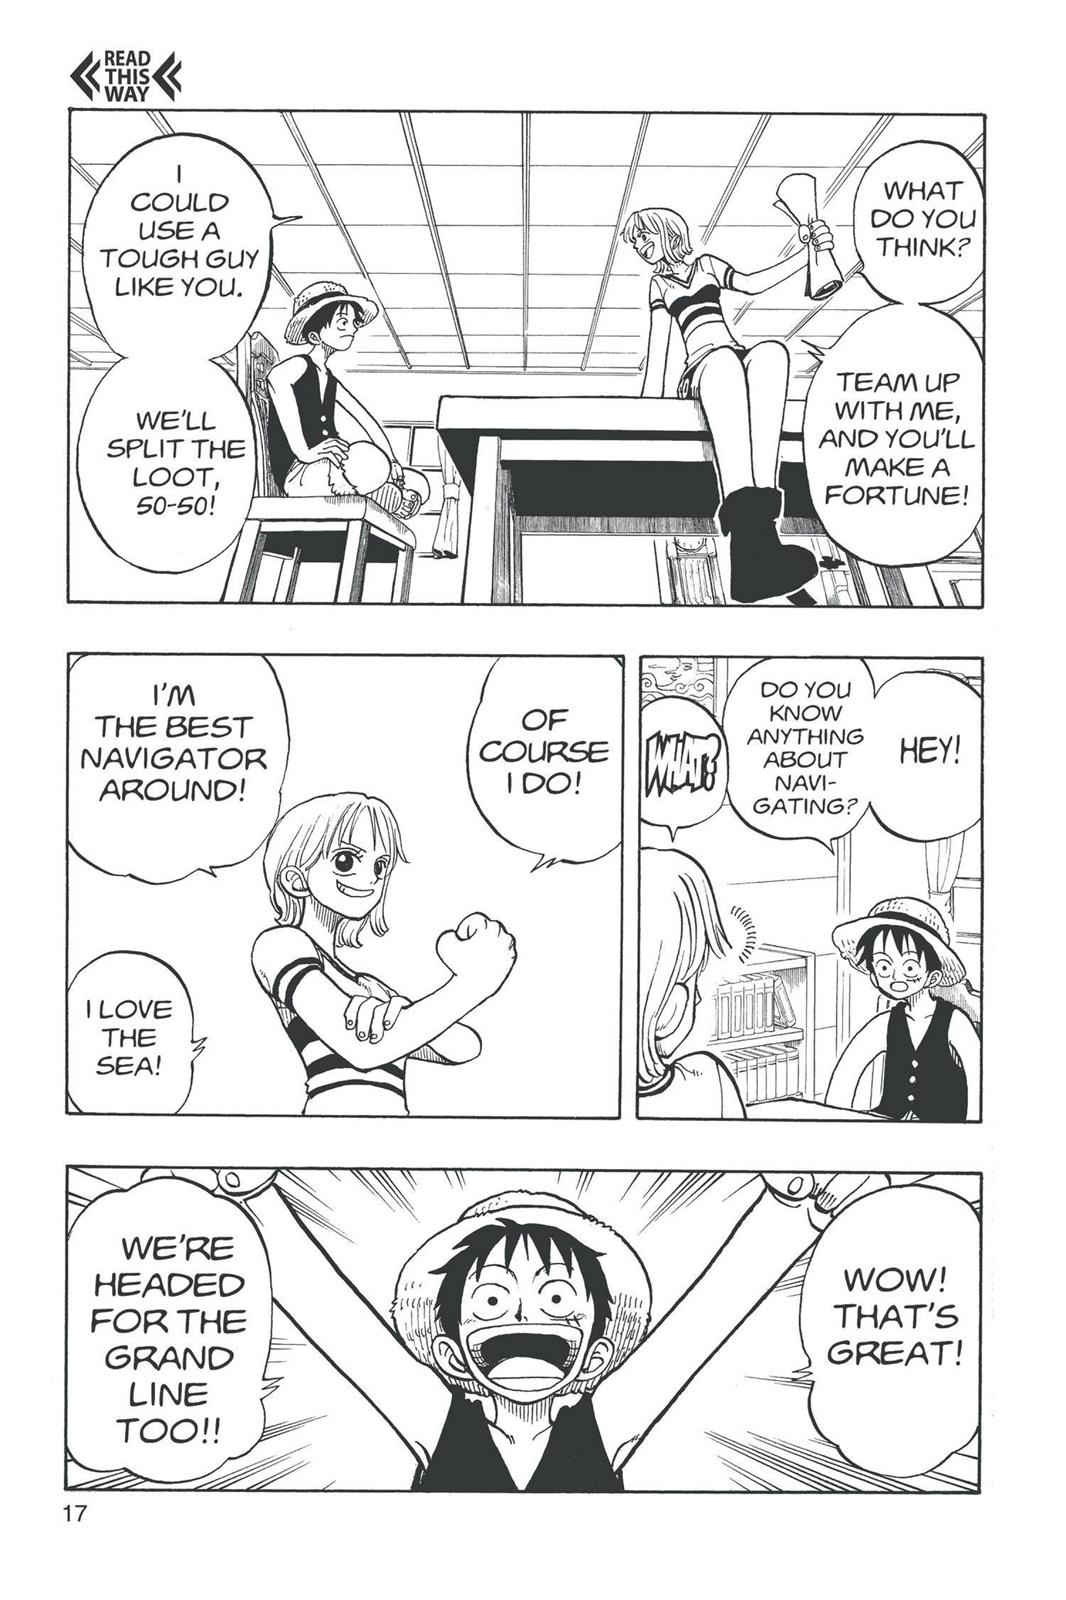 READ
THIS
WAY
WHAT
DO YOU
THINK?
TEAM UP
WITH ME,
AND YOU'LL
MAKE A
FORTUNE!
I
COULD
USE A
TOUGH GUY
LIKE YOU.
WE'LL
SPLIT THE
LOOT,
50-50!
HEY!
DO YOU
KNOW
ANYTHING
ABOUT
NAVI-
GATING?
WHAT?
OF
COURSE
I DO!
I'M
THE BEST
NAVIGATOR
AROUND!
I LOVE
THE
SEA!
WOW!
THAT'S
GREAT!
WE'RE
HEADED
FOR THE
GRAND
LINE
TOO!!
17